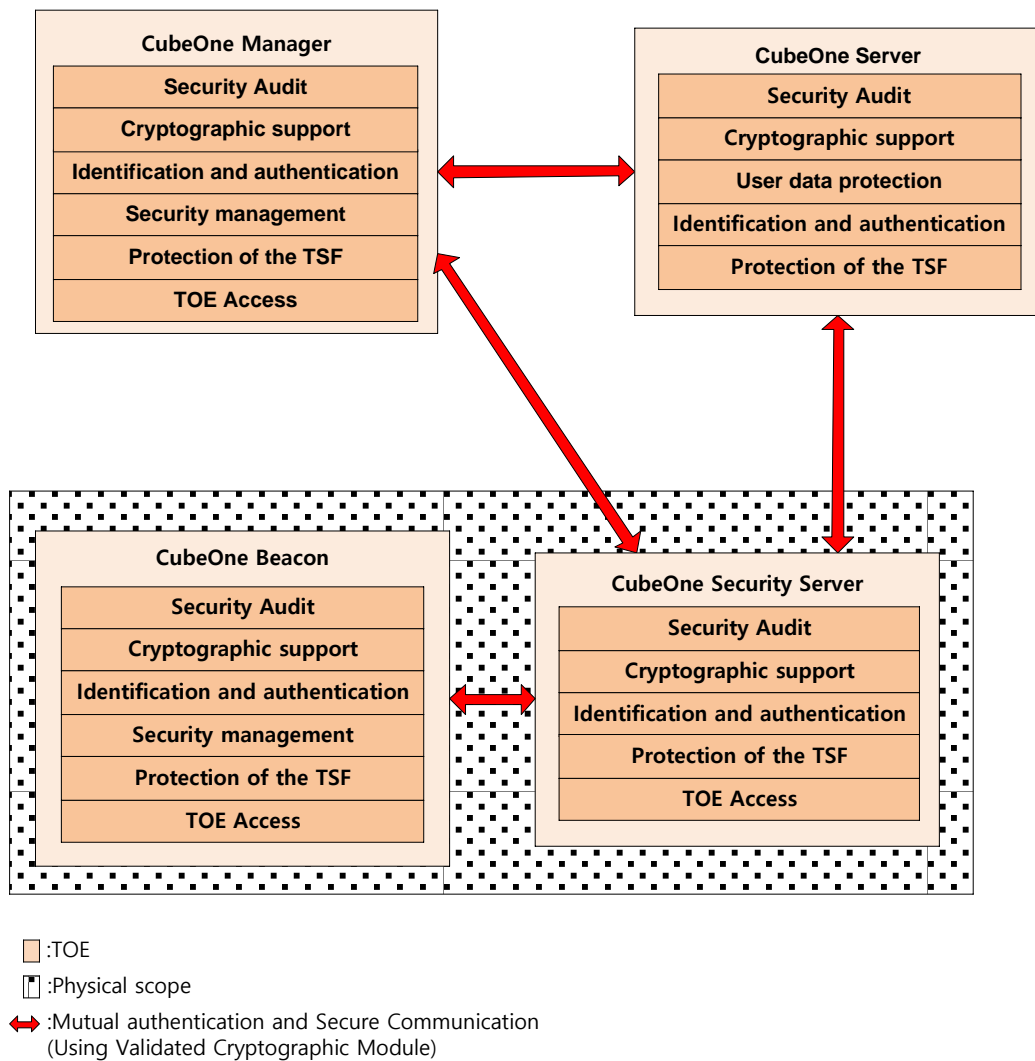 CubeOne Manager
Security Audit
Cryptographic support
Identification and authentication
Security management
Protection of the TSF
TOE Access
CubeOne Server
Security Audit
Cryptographic support
User data protection
Identification and authentication
Protection of the TSF
CubeOne Beacon
Security Audit
Cryptographic support
Identification and authentication
Security management
Protection of the TSF
TOE Access
CubeOne Security Server
Security Audit
Cryptographic support
Identification and authentication
Protection of the TSF
TOE Access
:TOE
:Physical scope
:Mutual authentication and Secure Communication
(Using Validated Cryptographic Module)